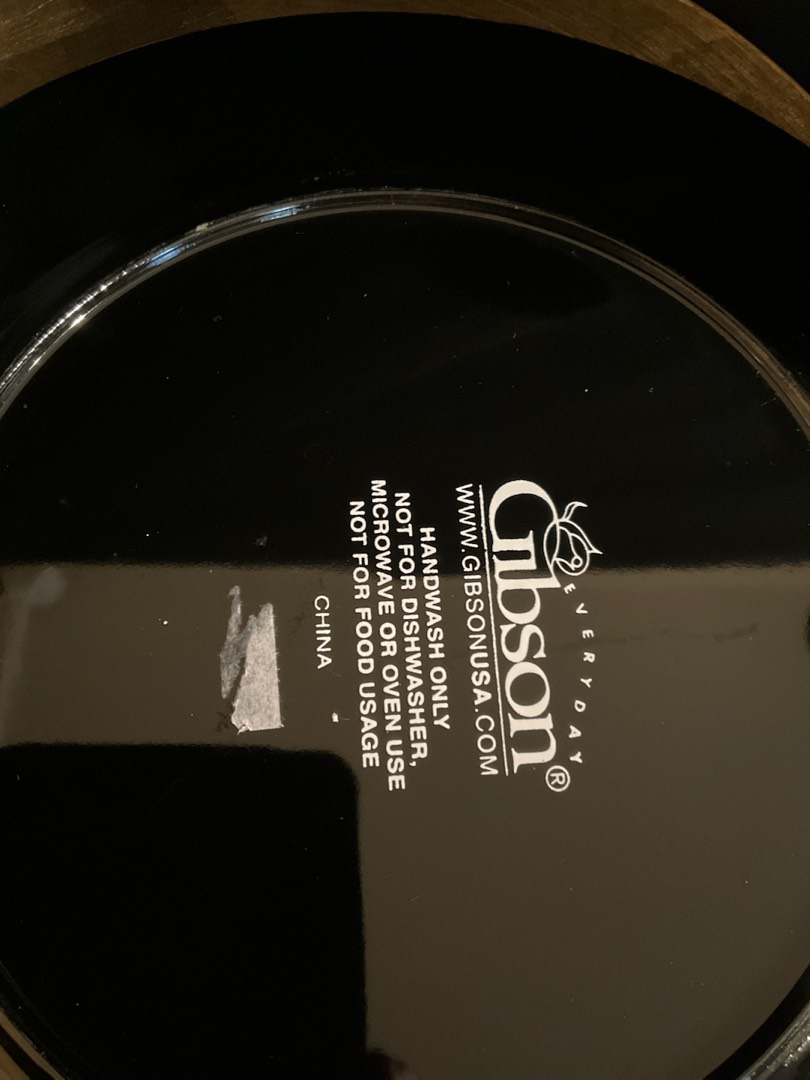 EVERYDAY
Gibson®
WWW.GIBSONUSA.COM
HANDWASH ONLY
NOT FOR DISHWASHER,
MICROWAVE OR OVEN USE
NOT FOR FOOD USAGE
CHINA